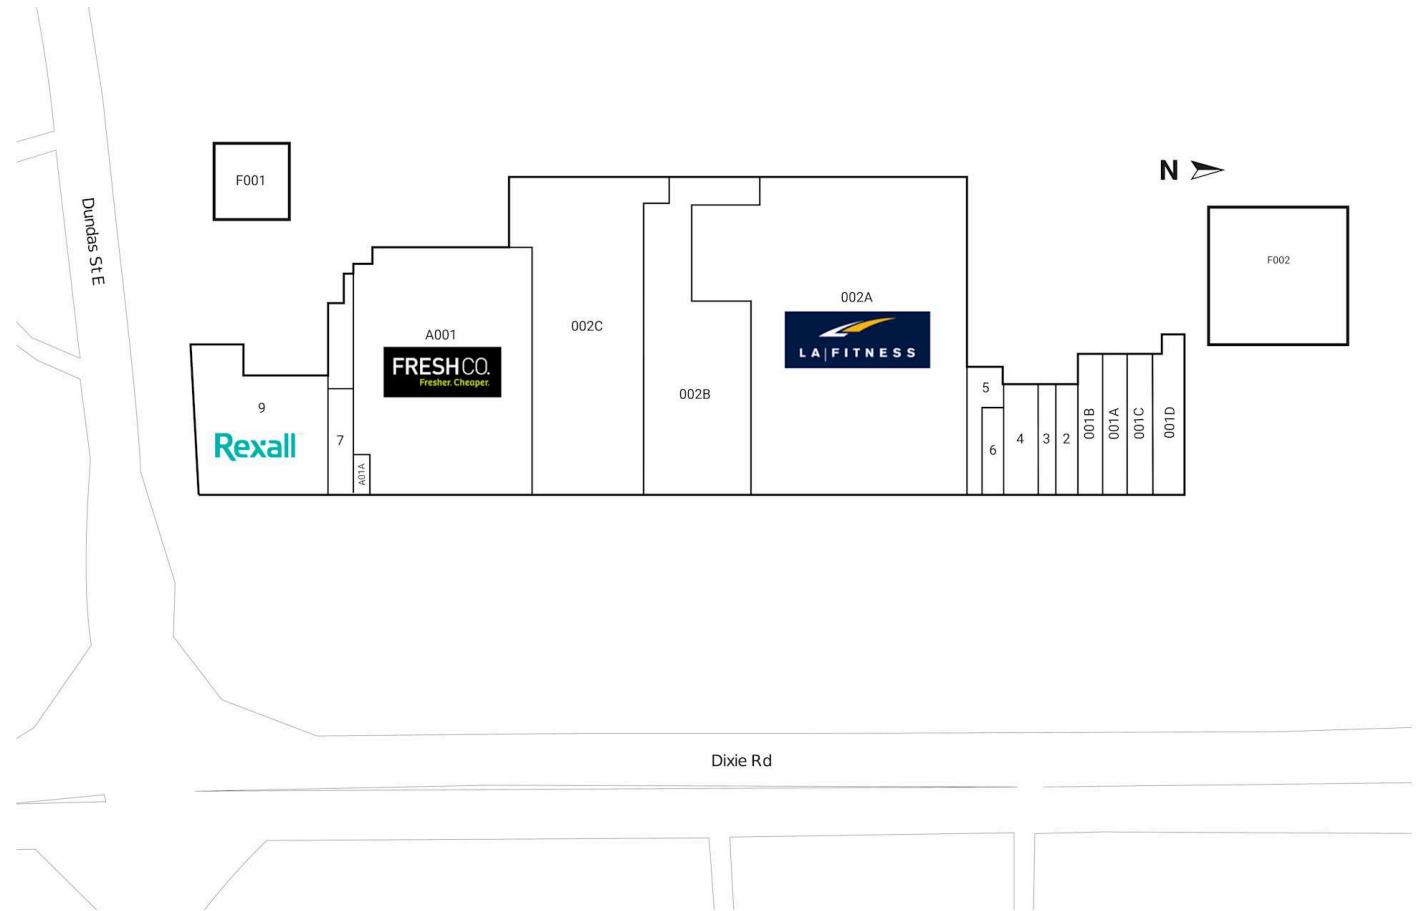 N
F001
Dundas St E
F002
002A
LA|FITNESS
002C
A001
FRESHCO.
Fresher. Cheaper.
002B
5
9
Rexall
7
A01A
6
4
3
2
001B
001A
001C
001D
Dixie Rd